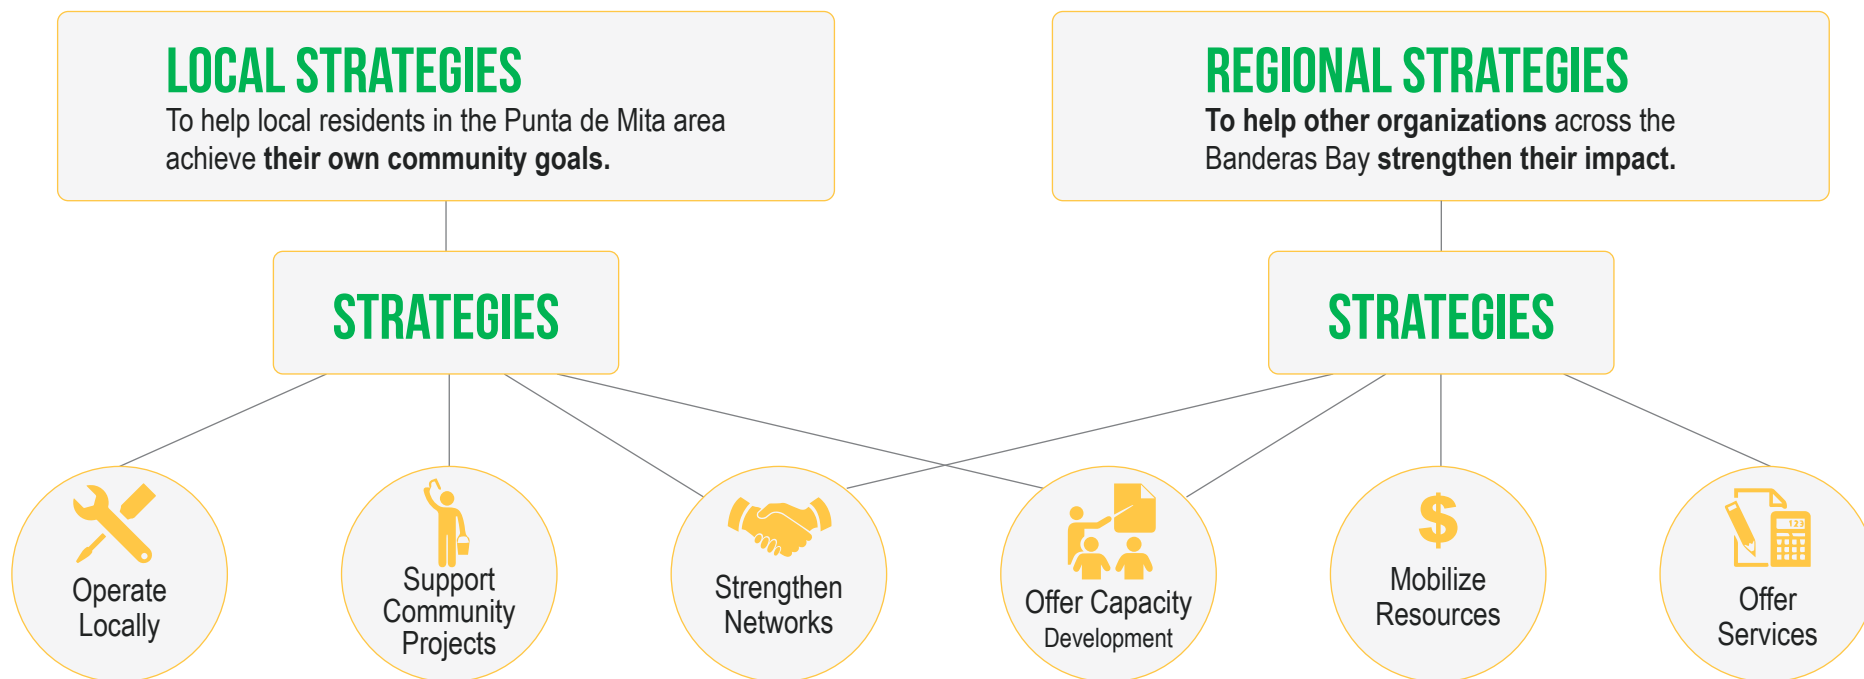 LOCAL STRATEGIES
To help local residents in the Punta de Mita area
achieve their own community goals.
REGIONAL STRATEGIES
To help other organizations across the
Banderas Bay strengthen their impact.
STRATEGIES
STRATEGIES
Operate
Locally
Support
Community
Projects
Strengthen
Networks
Offer Capacity
Development
$
Mobilize
Resources
123
Offer
Services